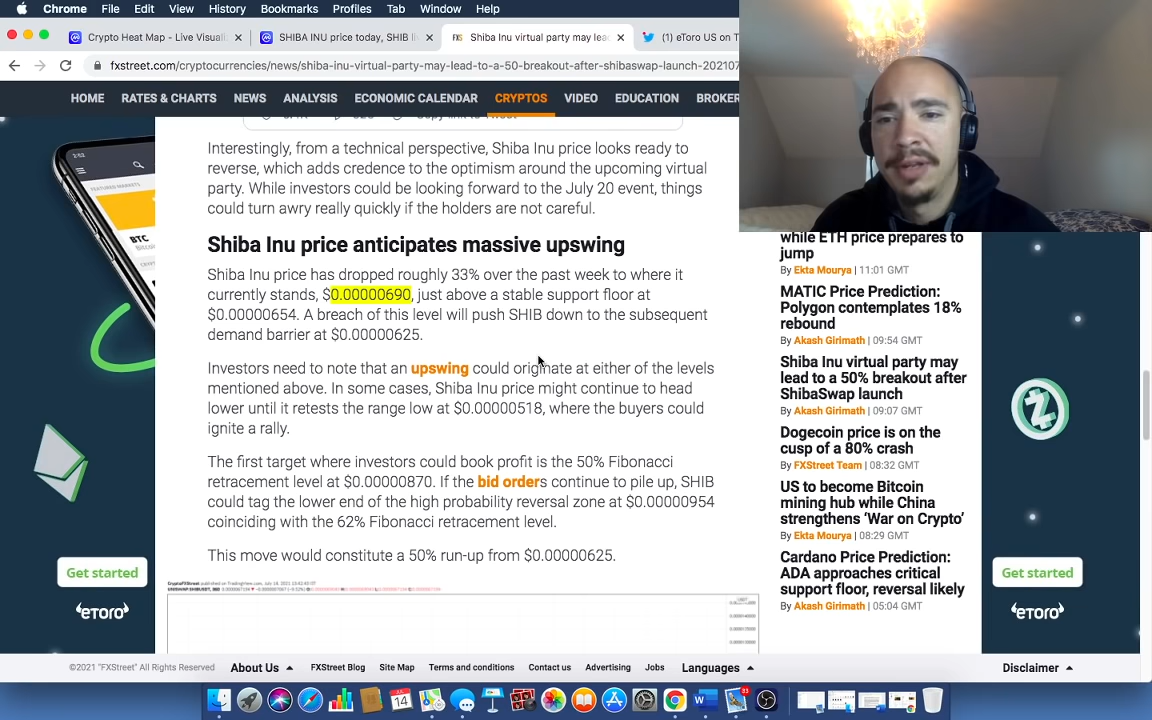 Chrome File Edit View History Bookmarks Profiles Tab Window Help
Crypto Heat Map - Live Visuali
SHIBA INU price today, SHIB li
FXS Shiba Inu virtual party may lea
(1) eToro US on T
fxstreet.com/cryptocurrencies/news/shiba-inu-virtual-party-may-lead-to-a-50-breakout-after-shibaswap-launch-202107
HOME RATES & CHARTS NEWS ANALYSIS ECONOMIC CALENDAR CRYPTOS VIDEO EDUCATION BROKER
Interestingly, from a technical perspective, Shiba Inu price looks ready to
reverse, which adds credence to the optimism around the upcoming virtual
party. While investors could be looking forward to the July 20 event, things
could turn awry really quickly if the holders are not careful.
Shiba Inu price anticipates massive upswing
Shiba Inu price has dropped roughly 33% over the past week to where it
currently stands, $0.00000690, just above a stable support floor at
$0.00000654. A breach of this level will push SHIB down to the subsequent
demand barrier at $0.00000625.
Investors need to note that an upswing could originate at either of the levels
mentioned above. In some cases, Shiba Inu price might continue to head
lower until it retests the range low at $0.00000518, where the buyers could
ignite a rally.
The first target where investors could book profit is the 50% Fibonacci
retracement level at $0.00000870. If the bid orders continue to pile up, SHIB
could tag the lower end of the high probability reversal zone at $0.00000954
coinciding with the 62% Fibonacci retracement level.
This move would constitute a 50% run-up from $0.00000625.
while ETH price prepares to
jump
By Ekta Mourya | 11:01 GMT
MATIC Price Prediction:
Polygon contemplates 18%
rebound
By Akash Girimath | 09:54 GMT
Shiba Inu virtual party may
lead to a 50% breakout after
ShibaSwap launch
By Akash Girimath | 09:07 GMT
Dogecoin price is on the
cusp of a 80% crash
By FXStreet Team | 08:32 GMT
US to become Bitcoin
mining hub while China
strengthens ‘War on Crypto’
By Ekta Mourya | 08:29 GMT
Cardano Price Prediction:
ADA approaches critical
support floor, reversal likely
By Akash Girimath | 05:04 GMT
BTC
Get started
eToro
Get started
eToro
©2021 "FXStreet" All Rights Reserved About Us FXStreet Blog Site Map Terms and conditions Contact us Advertising Jobs Languages Disclaimer
14